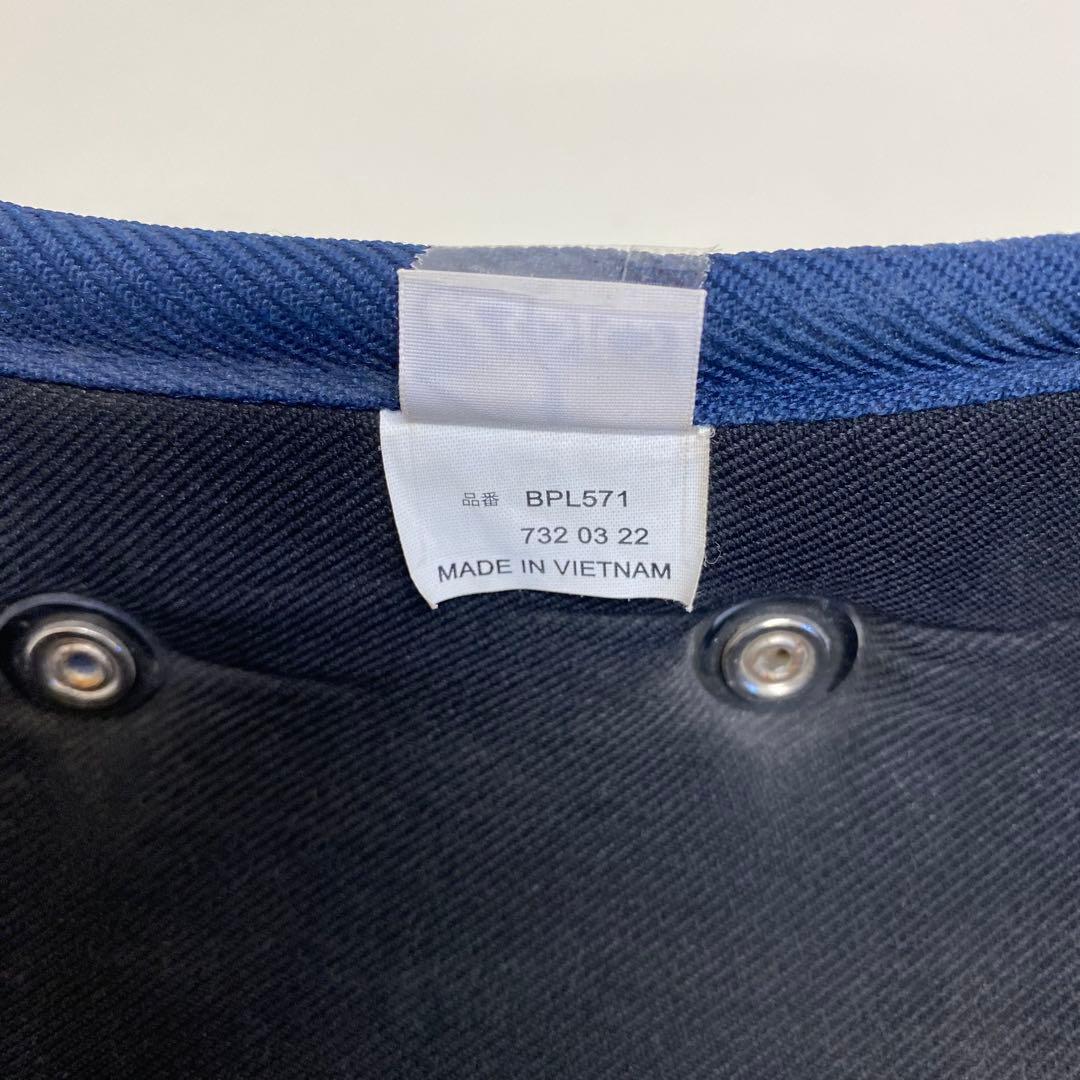 品番 BPL571
732 03 22
MADE IN VIETNAM